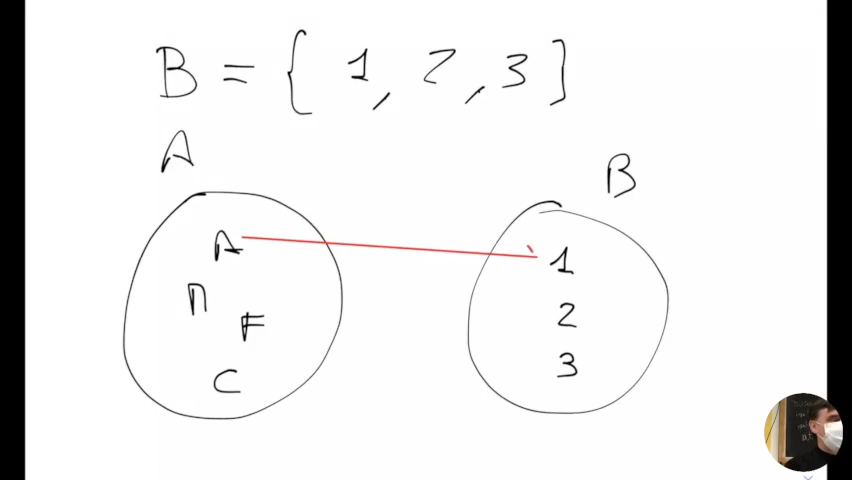 B = { 1, 2, 3 }
A
B
A
1
П
F
2
C
3